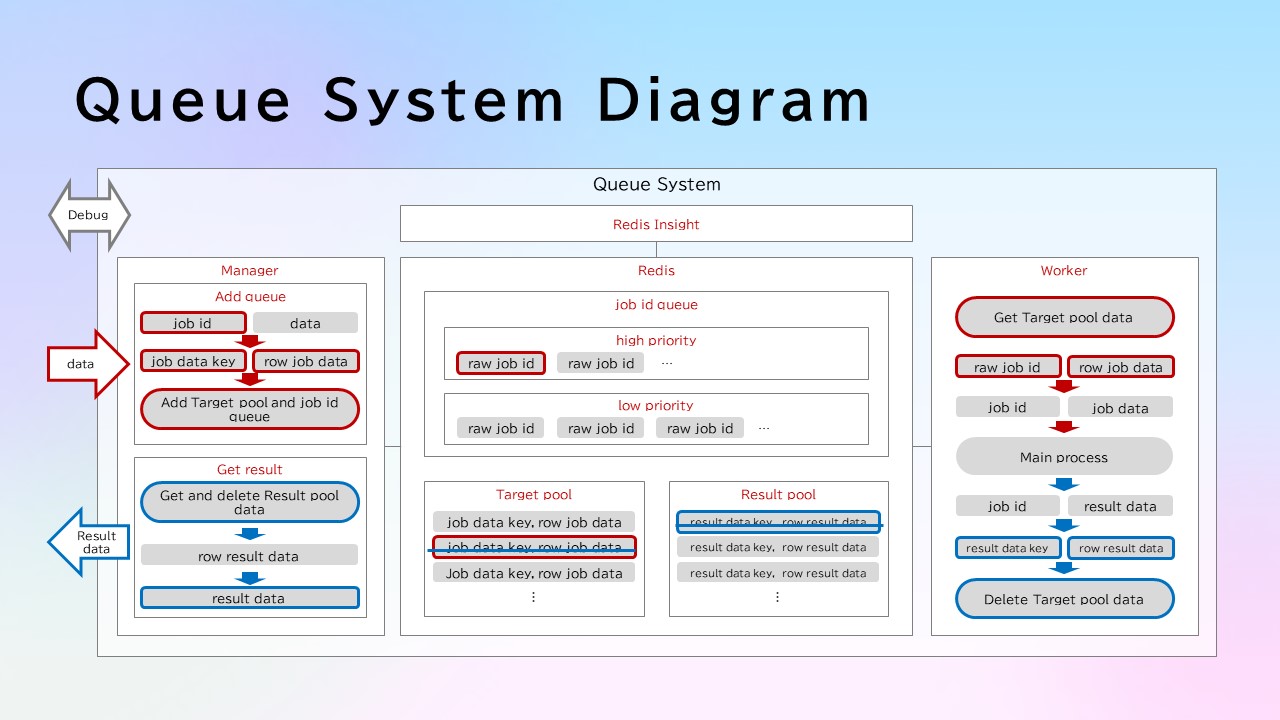 Queue System Diagram
Queue System
Debug
Redis Insight
Manager
Add queue
job id
data
job data key
row job data
Add Target pool and job id
queue
data
Get result
Get and delete Result pool
data
row result data
result data
Result
data
Redis
job id queue
high priority
raw job id
raw job id
…
low priority
raw job id
raw job id
raw job id
…
Target pool
job data key, row job data
job data key, row job data
Job data key, row job data
⋮
Result pool
result data key, row result data
result data key, row result data
result data key, row result data
⋮
Worker
Get Target pool data
raw job id
row job data
job id
job data
Main process
job id
result data
result data key
row result data
Delete Target pool data